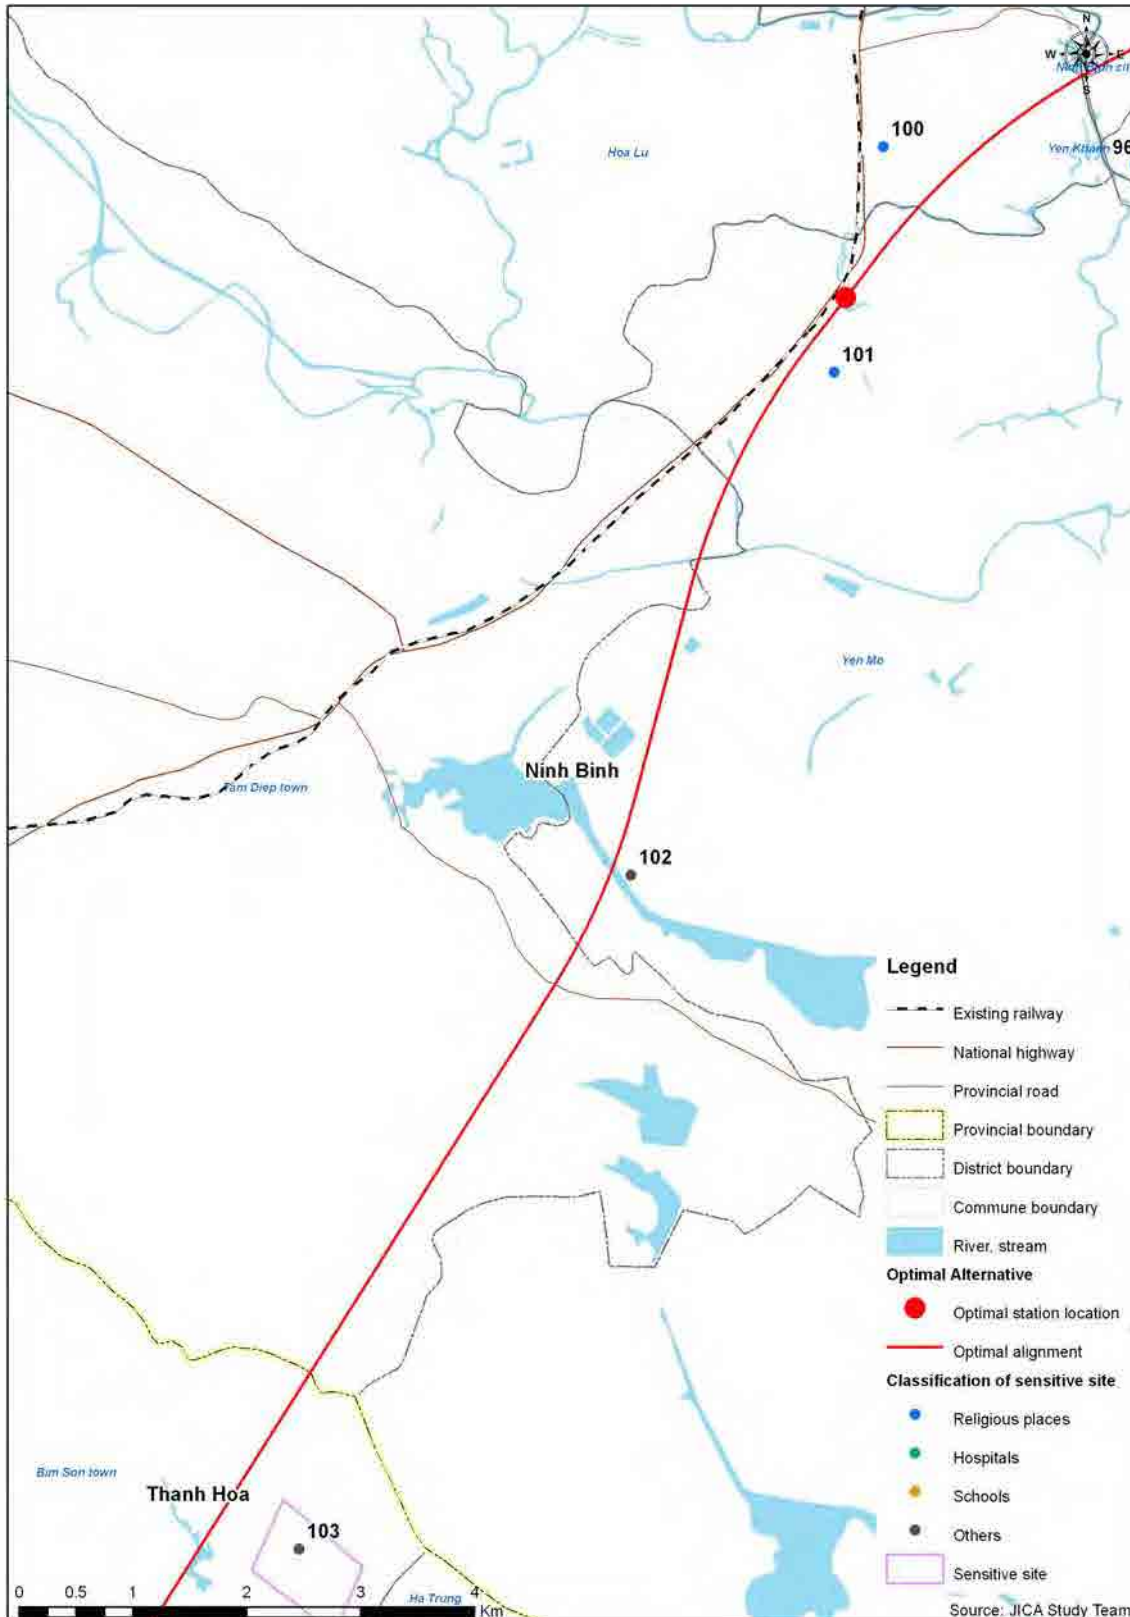 N
W E
S
100
Hoa Lu
Yen Khanh 96
101
Yen Mo
Ninh Binh
Tam Diep town
102
Legend
Existing railway
National highway
Provincial road
Provincial boundary
District boundary
Commune boundary
River, stream
Optimal Alternative
Optimal station location
Optimal alignment
Classification of sensitive site
Religious places
Hospitals
Schools
Others
Sensitive site
Bim Son town
Thanh Hoa
103
Ha Trung
0 0.5 1 2 3 4
Km
Source: JICA Study Team